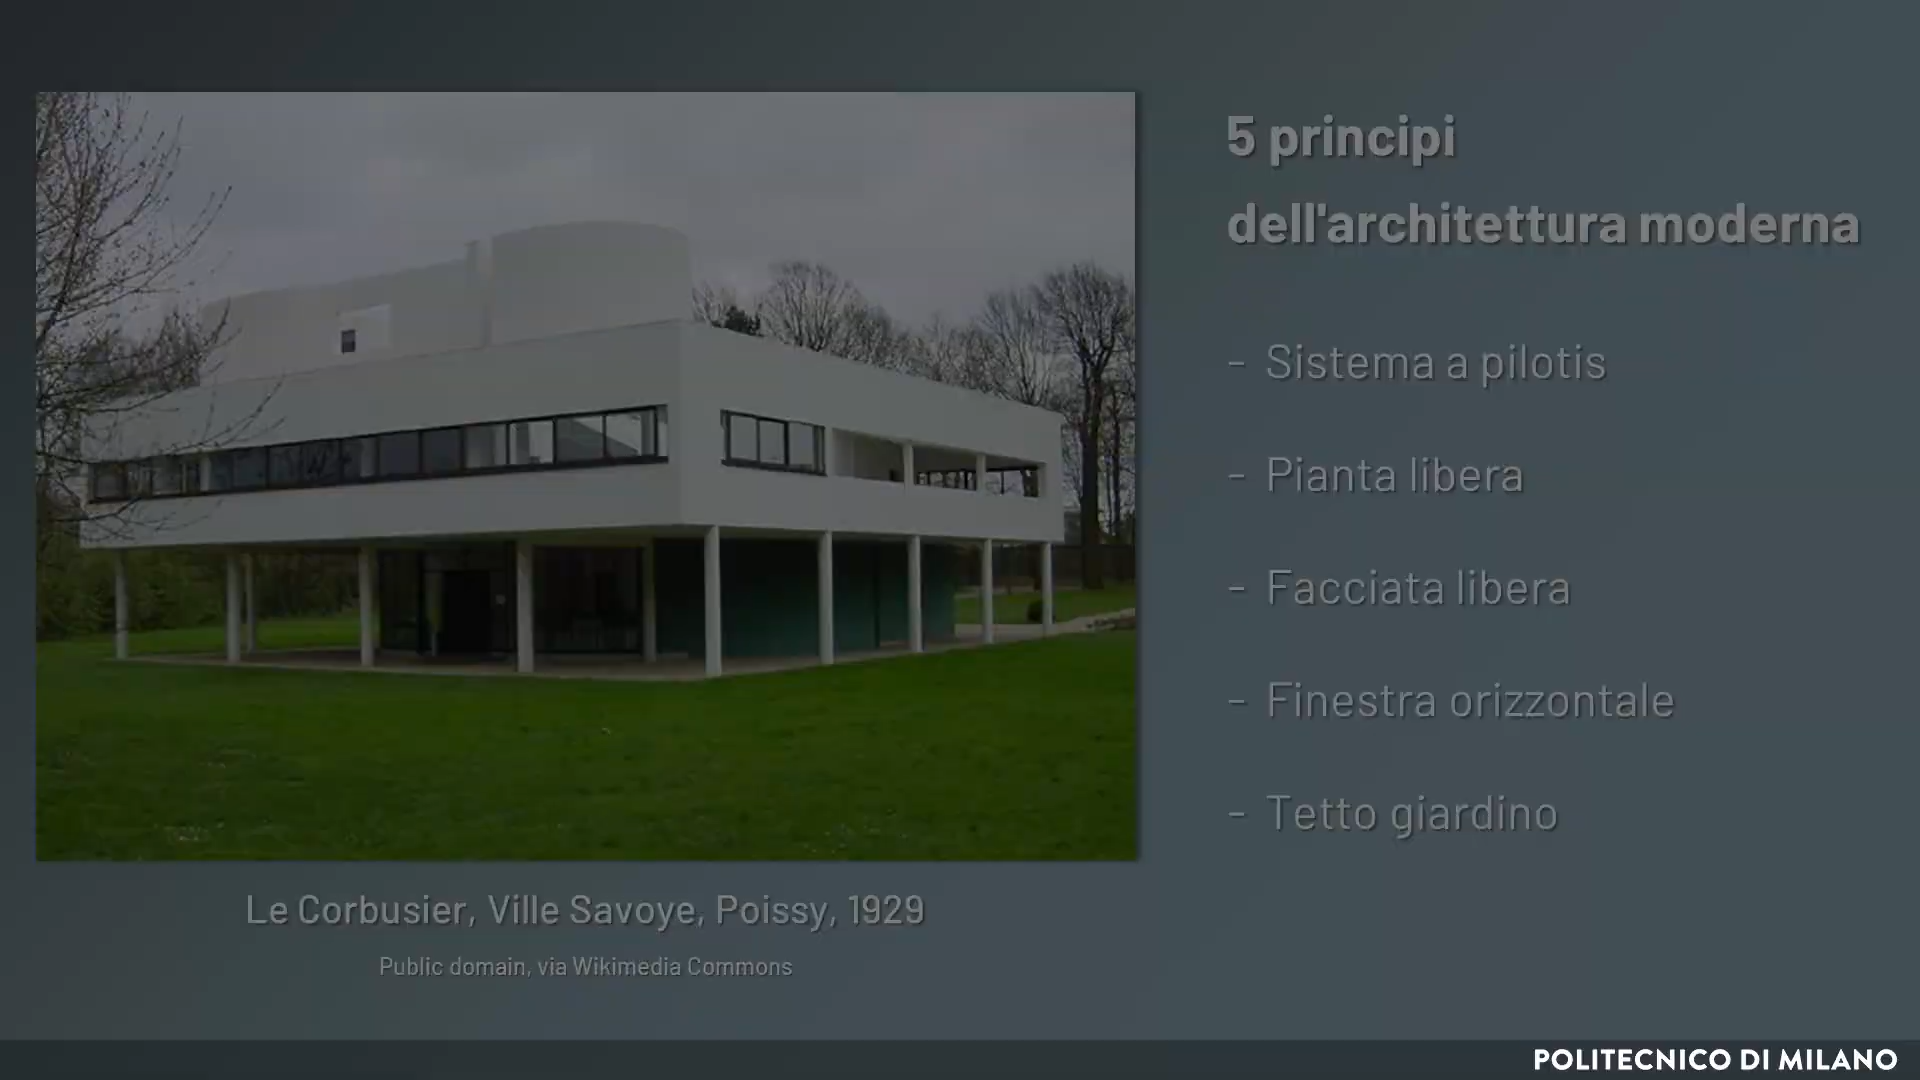 5 principi
dell'architettura moderna
- Sistema a pilotis
- Pianta libera
- Facciata libera
- Finestra orizzontale
- Tetto giardino
Le Corbusier, Ville Savoye, Poissy, 1929
Public domain, via Wikimedia Commons
POLITECNICO DI MILANO